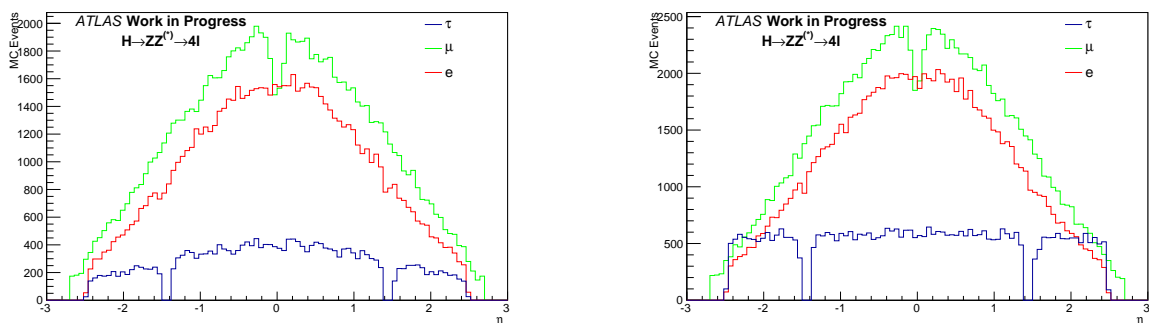 ATLAS Work in Progress
H→ZZ(*)→4l
τ
μ
e
MC Events
2000
1800
1600
1400
1200
1000
800
600
400
200
0
-3 -2 -1 0 1 2 3
η
ATLAS Work in Progress
H→ZZ(*)→4l
τ
μ
e
MC Events
2500
2000
1500
1000
500
0
-3 -2 -1 0 1 2 3
η